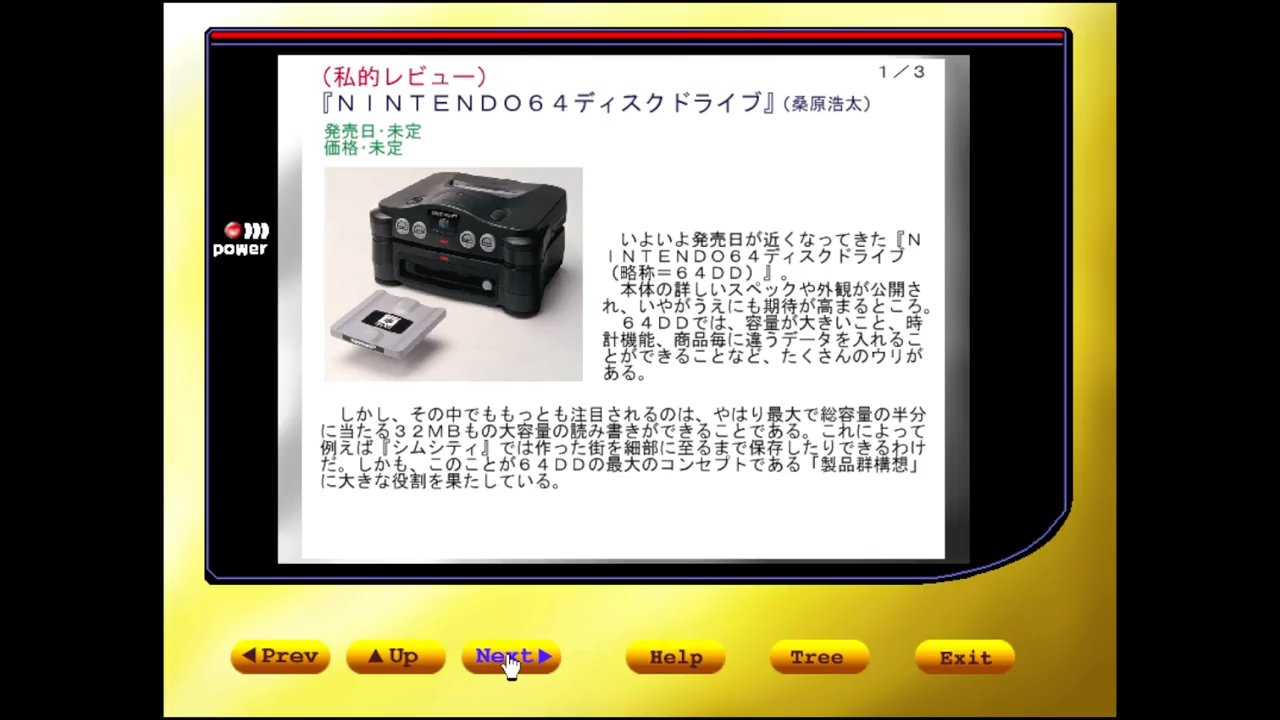 1／3
（私的レビュー）
『ＮＩＮＴＥＮＤＯ６４ディスクドライブ』（桑原浩太）
発売日・未定
価格・未定
power
いよいよ発売日が近くなってきた『Ｎ
ＩＮＴＥＮＤＯ６４ディスクドライブ
（略称＝６４ＤＤ）』。
本体の詳しいスペックや外観が公開さ
れ、いやがうえにも期待が高まるところ。
６４ＤＤでは、容量が大きいこと、時
計機能、商品毎に違うデータを入れるこ
とができることなど、たくさんのウリが
ある。
しかし、その中でももっとも注目されるのは、やはり最大で総容量の半分
に当たる３２ＭＢもの大容量の読み書きができることである。これによって
例えば『シムシティ』では作った街を細部に至るまで保存したりできるわけ
だ。しかも、このことが６４ＤＤの最大のコンセプトである「製品群構想」
に大きな役割を果たしている。
◀Prev ▲Up Next▶ Help Tree Exit